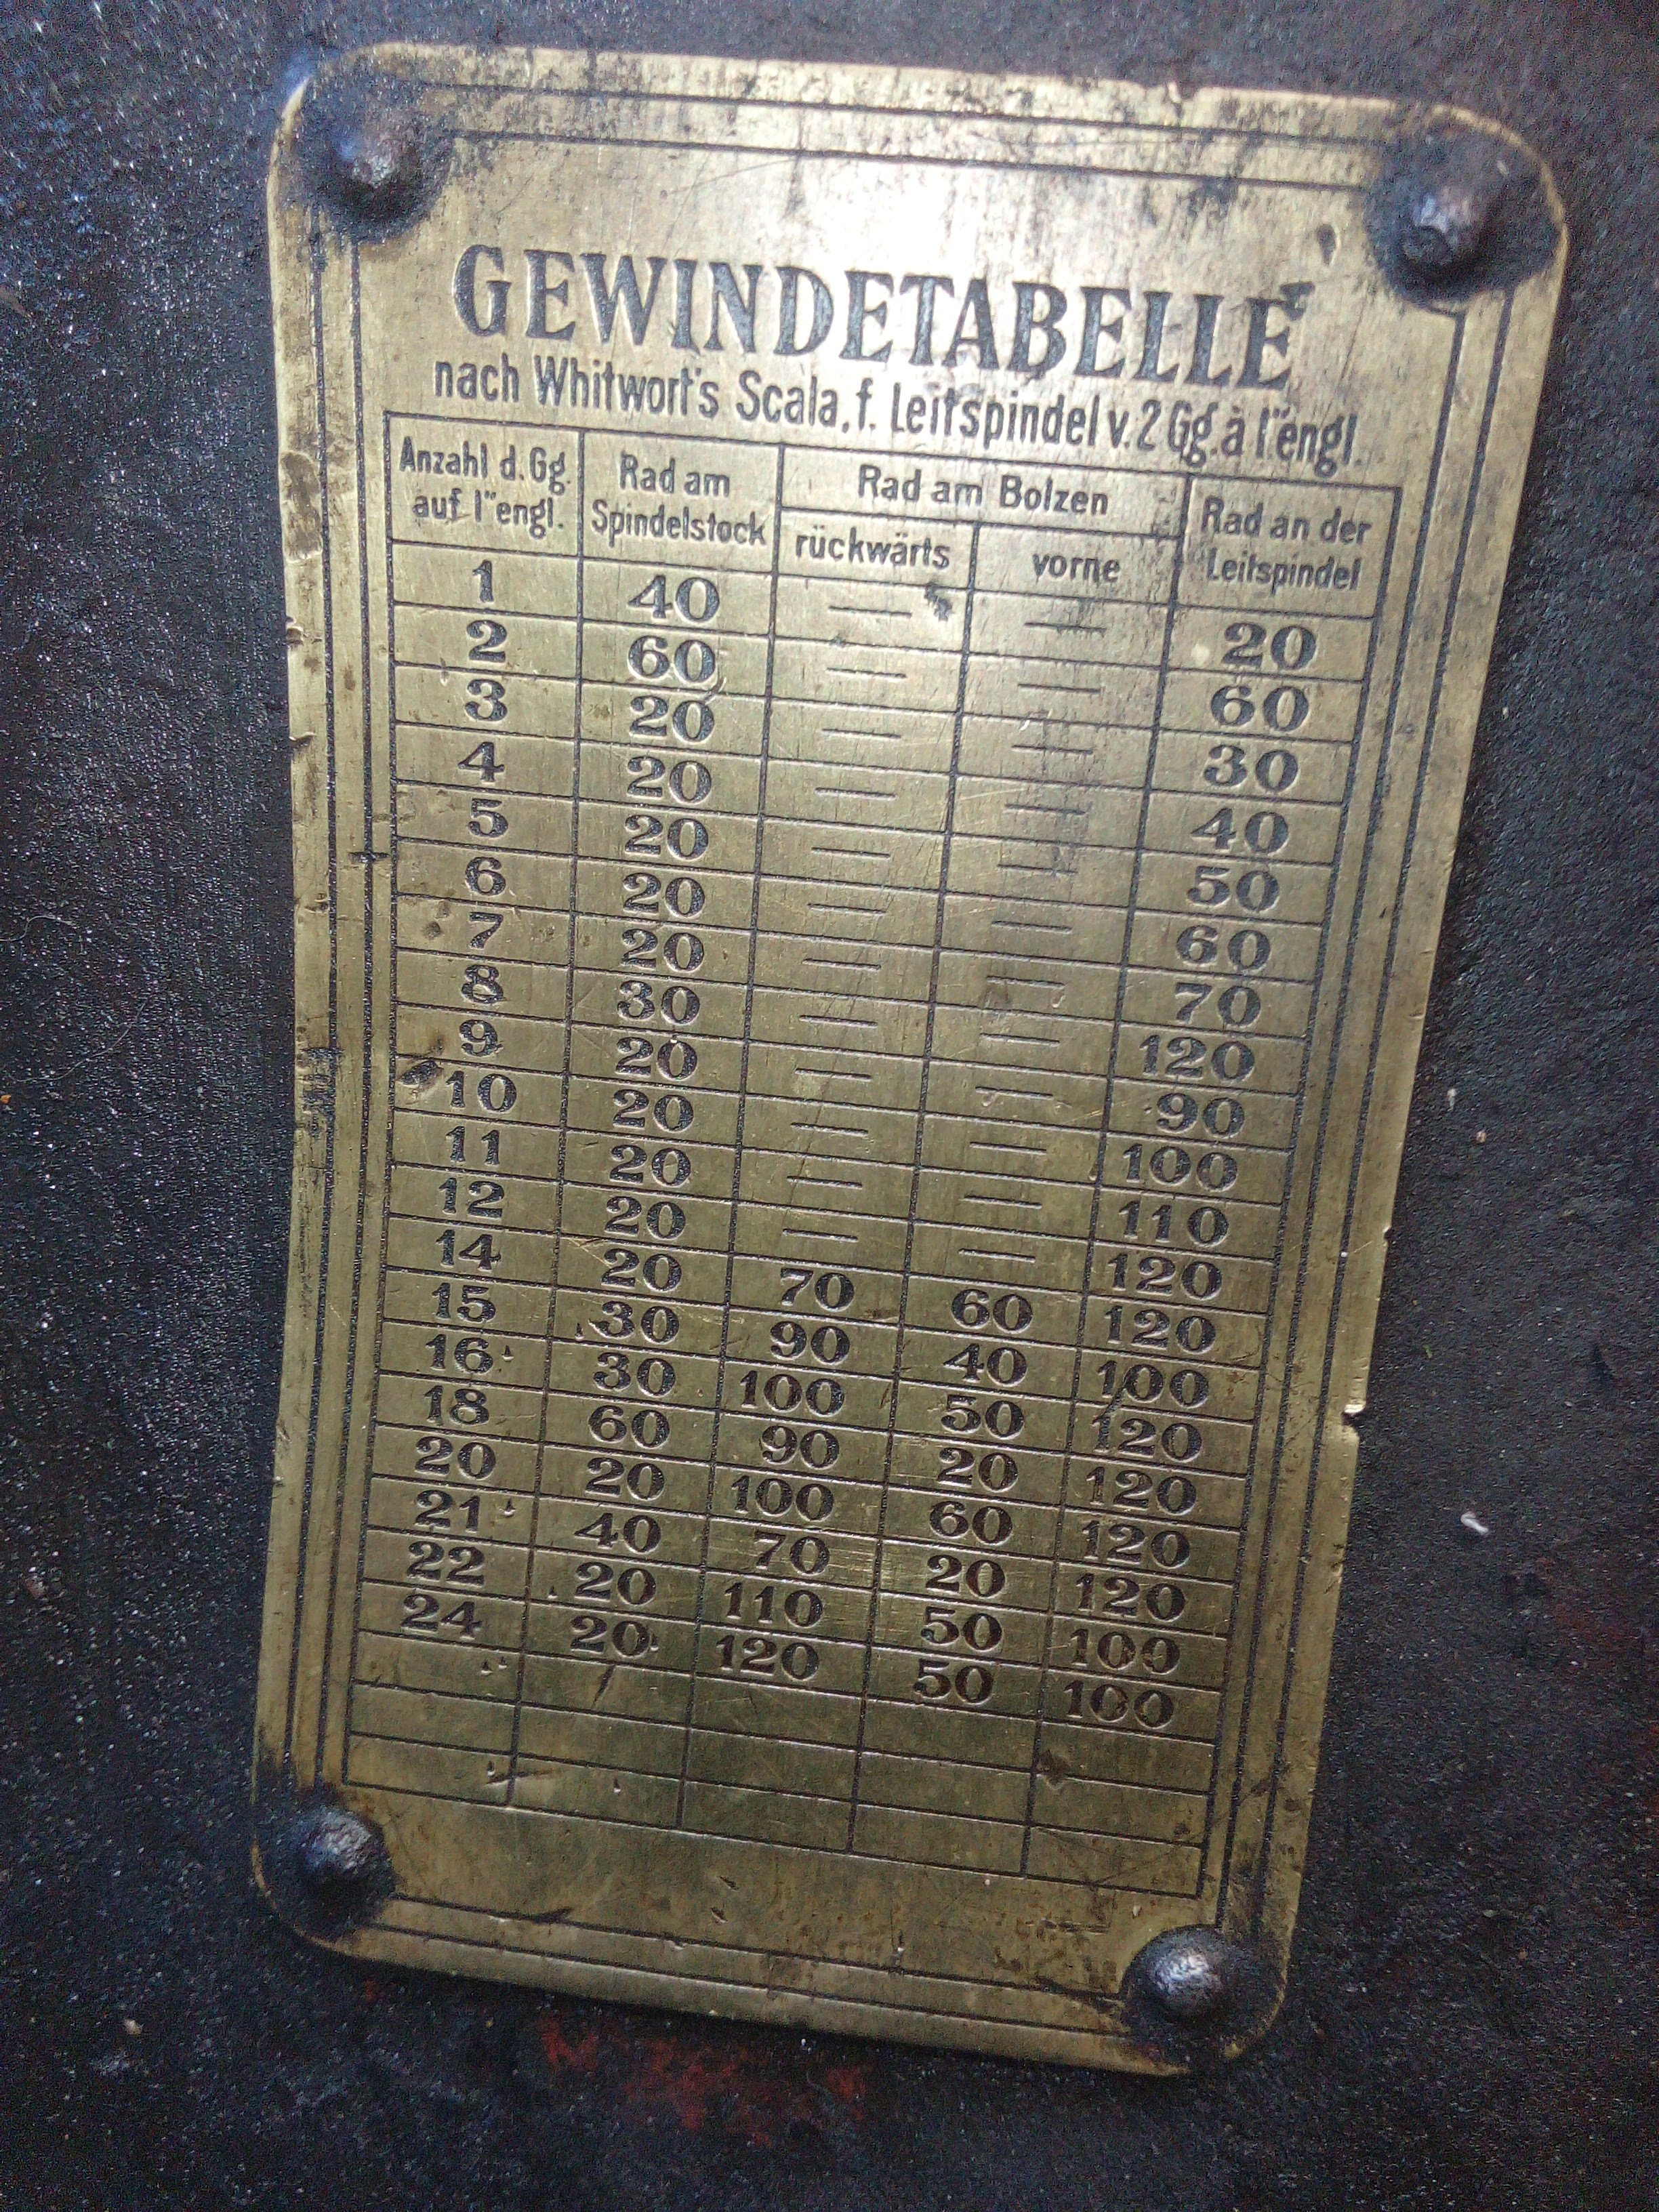 GEWINDETABELLE
nach Whitwort's Scala, f. Leitspindel v. 2 Gg. à 1" engl.
Anzahl d. Gg. auf 1" engl. Rad am Spindelstock Rad am Bolzen Rad an der Leitspindel
rückwärts vorne
1 40 — — 20
2 60 — — 60
3 20 — — 30
4 20 — — 40
5 20 — — 50
6 20 — — 60
7 20 — — 70
8 30 — — 120
9 20 — — 90
10 20 — — 100
11 20 — — 110
12 20 — — 120
14 20 70 60 120
15 30 90 40 100
16 30 100 50 120
18 60 90 20 120
20 20 100 60 120
21 40 70 20 120
22 20 110 50 100
24 20 120 50 100